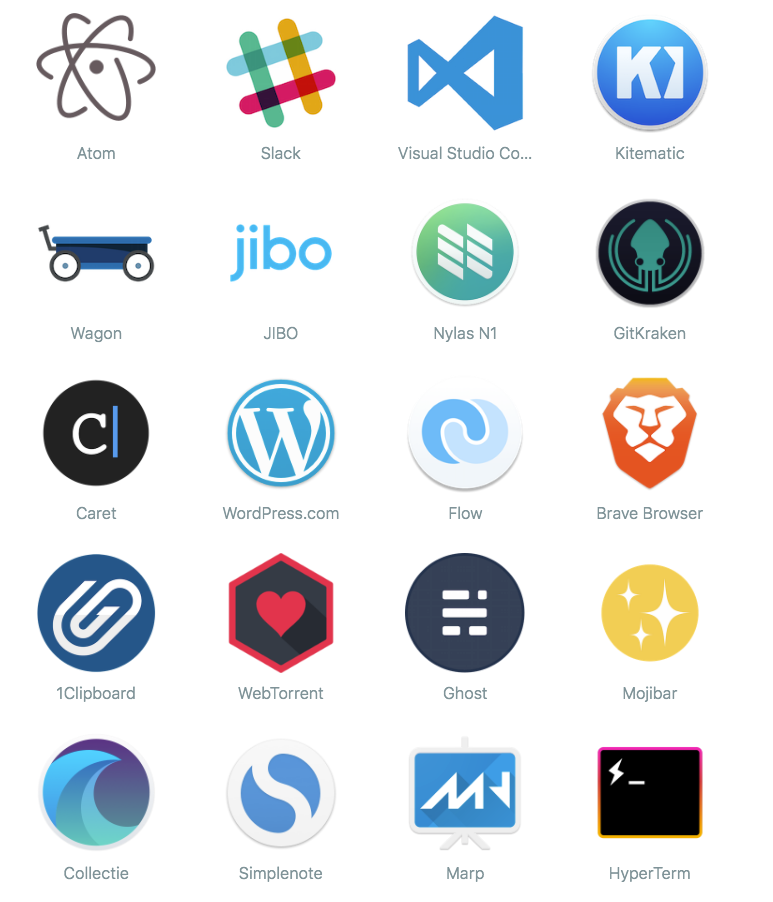 Atom
Slack
Visual Studio Co...
KI
Kitematic
jibo
Wagon
JIBO
Nylas N1
GitKraken
C|
W
Caret
WordPress.com
Flow
Brave Browser
1Clipboard
WebTorrent
Ghost
Mojibar
_
Collectie
Simplenote
Marp
HyperTerm